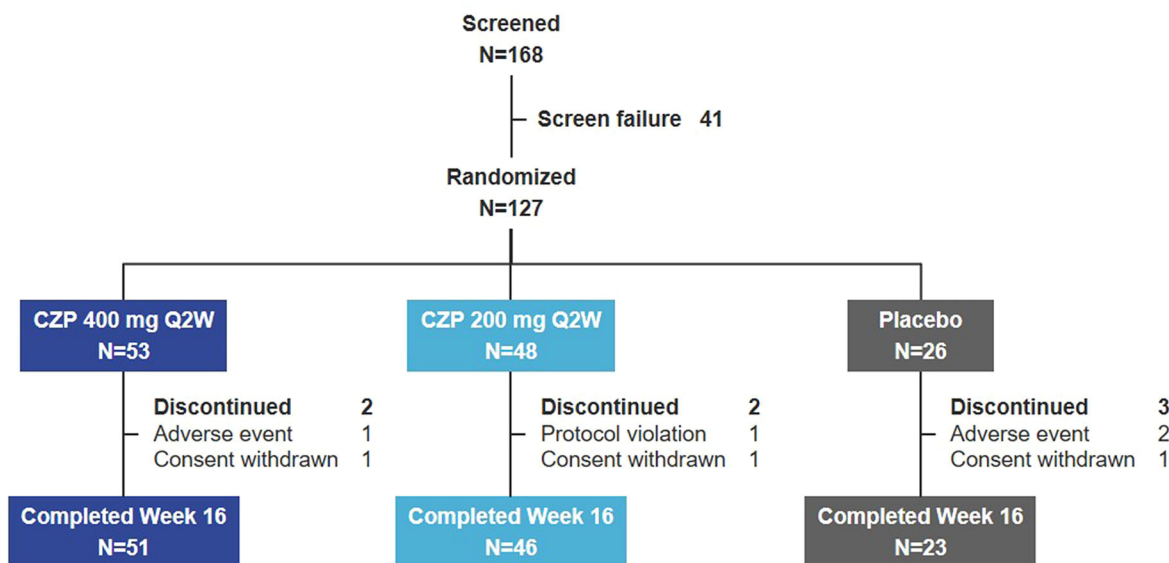 Screened
N=168
Screen failure 41
Randomized
N=127
CZP 400 mg Q2W
N=53
CZP 200 mg Q2W
N=48
Placebo
N=26
Discontinued 2
Adverse event 1
Consent withdrawn 1
Discontinued 2
Protocol violation 1
Consent withdrawn 1
Discontinued 3
Adverse event 2
Consent withdrawn 1
Completed Week 16
N=51
Completed Week 16
N=46
Completed Week 16
N=23